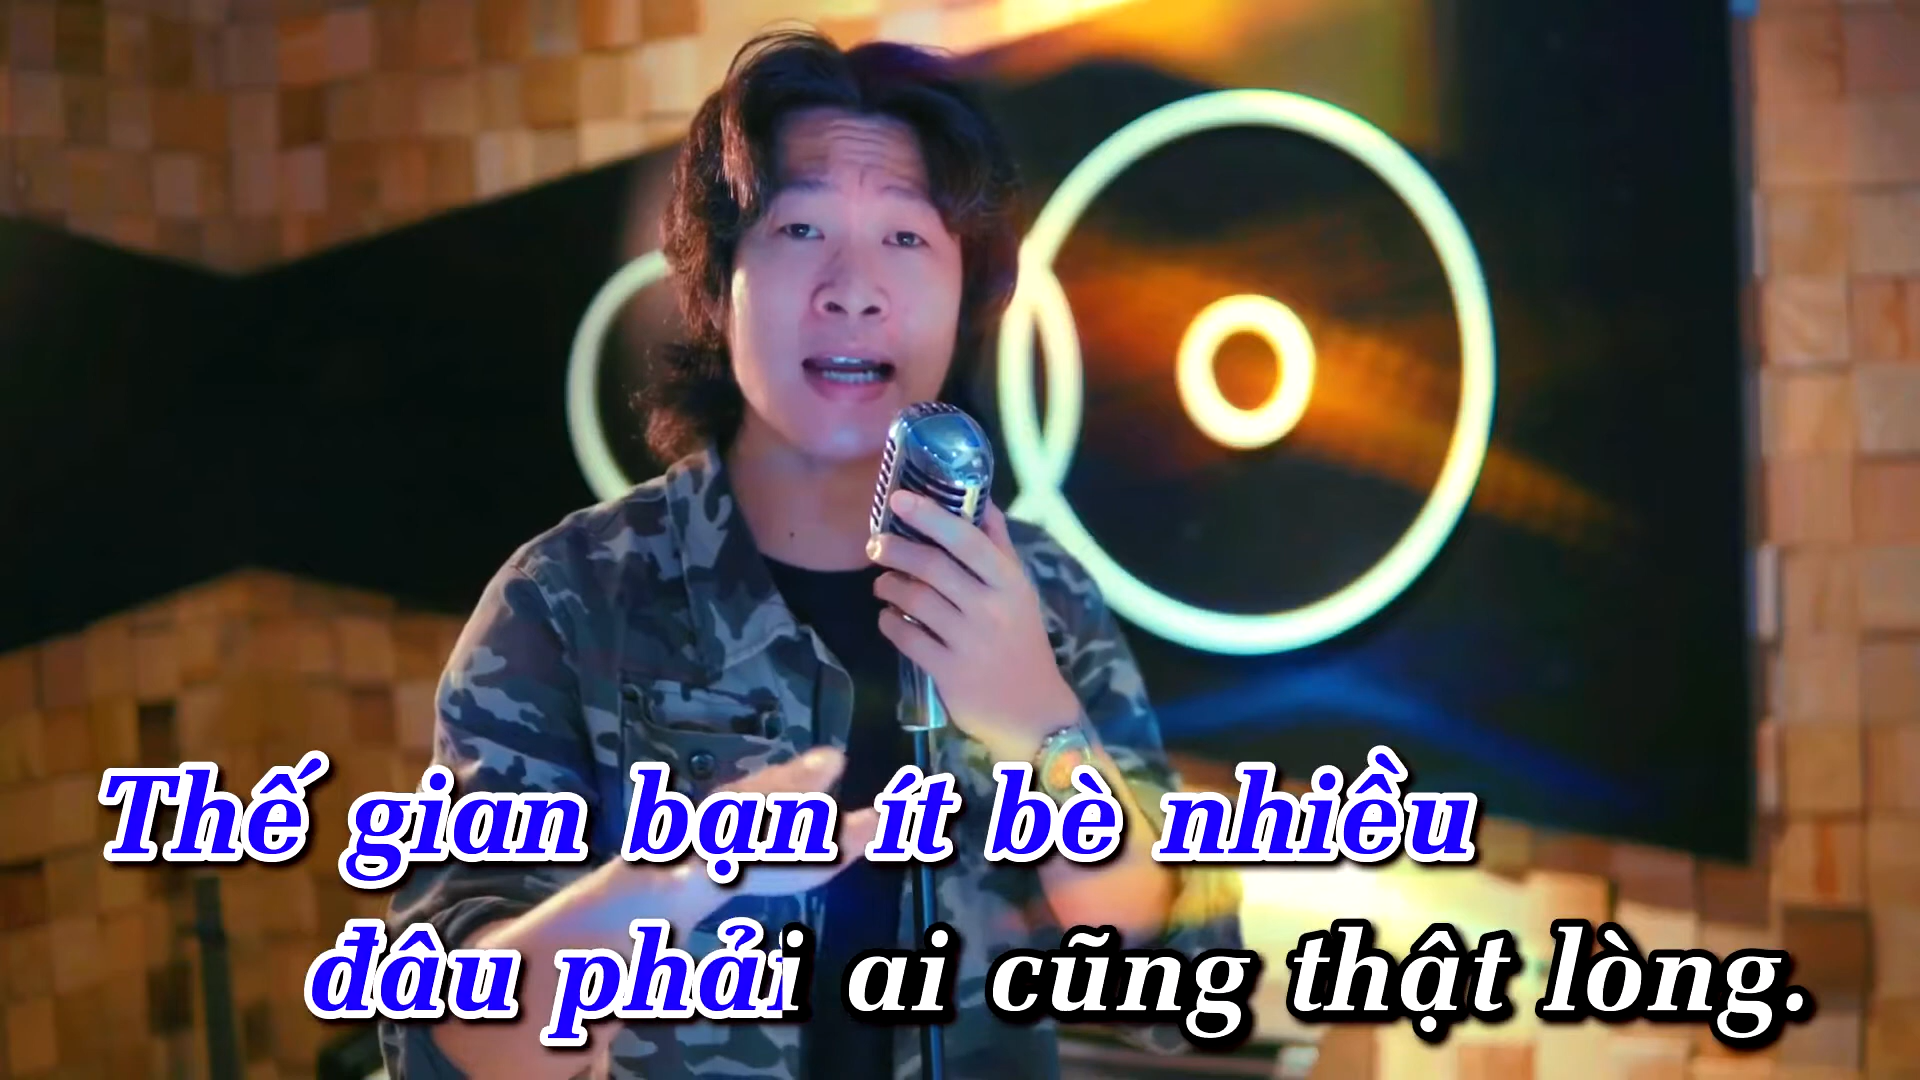 Thế gian bạn ít bè nhiều
đâu phải ai cũng thật lòng.